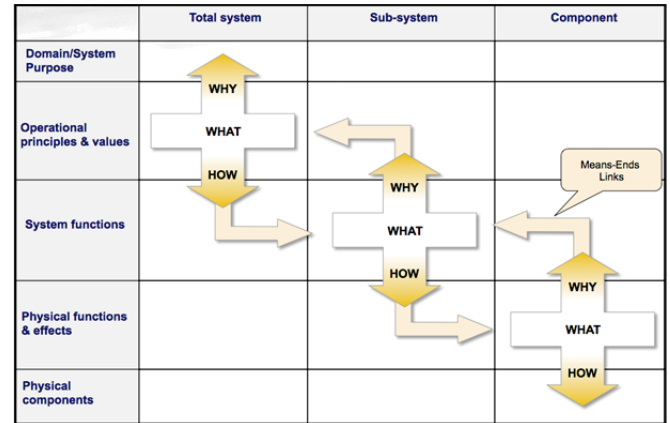 Total system
Sub-system
Component
Domain/System
Purpose
WHY
Operational
principles & values
WHAT
HOW
WHY
Means-Ends
Links
System functions
WHAT
HOW
WHY
Physical functions
& effects
WHAT
HOW
Physical
components